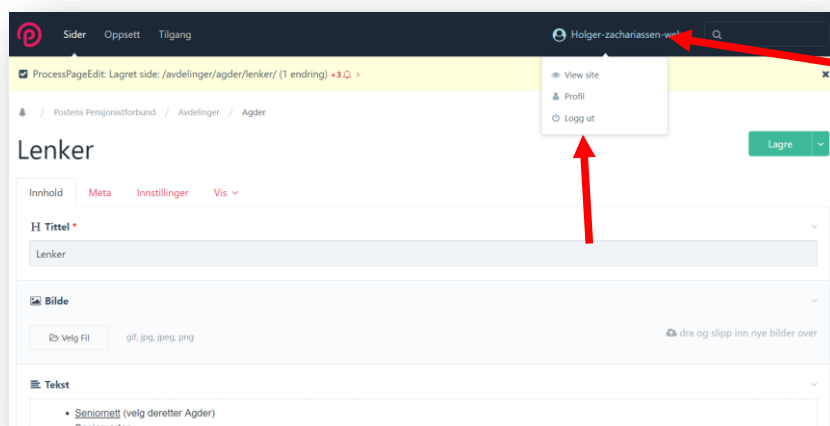 Sider Oppsett Tilgang Holger-zachariassen-web
ProcessPageEdit: Lagret side: /avdelinger/agder/lenker/ (1 endring) +3 >
View site
Profil
Logg ut
/ Postens Pensjonistforbund / Avdelinger / Agder
Lenker
Lagre
Innhold Meta Innstillinger Vis
H Tittel *
Lenker
Bilde
Velg Fil gif, jpg, jpeg, png dra og slipp inn nye bilder over
Tekst
• Seniornett (velg deretter Agder)